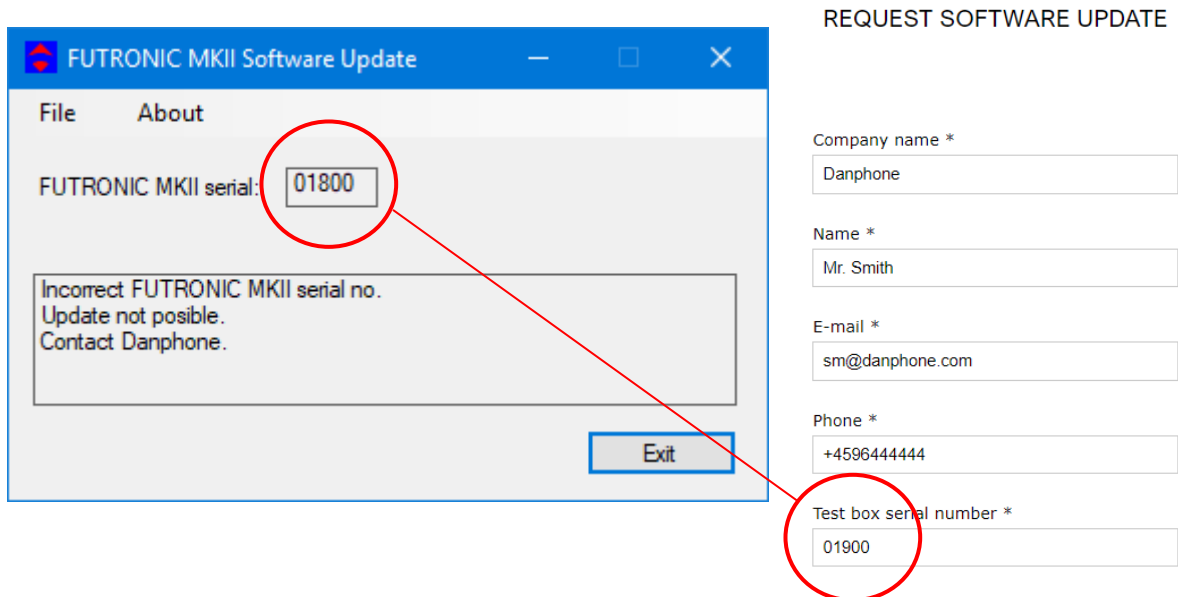 REQUEST SOFTWARE UPDATE
FUTRONIC MKII Software Update
File About
FUTRONIC MKII serial: 01800
Incorrect FUTRONIC MKII serial no.
Update not posible.
Contact Danphone.
Exit
Company name *
Danphone
Name *
Mr. Smith
E-mail *
sm@danphone.com
Phone *
+4596444444
Test box serial number *
01900